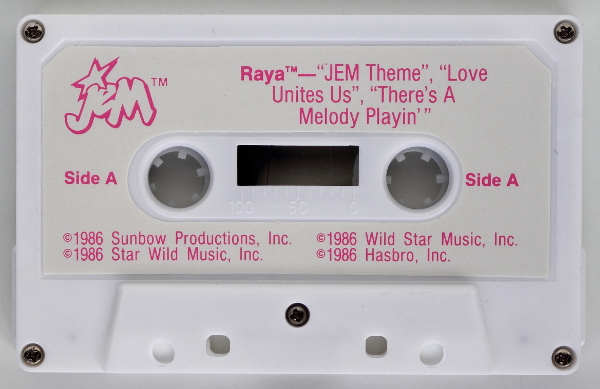 JEM™
Raya™—"JEM Theme", "Love
Unites Us", "There's A
Melody Playin'"
Side A
Side A
100 50 0
©1986 Sunbow Productions, Inc.
©1986 Wild Star Music, Inc.
©1986 Star Wild Music, Inc.
©1986 Hasbro, Inc.